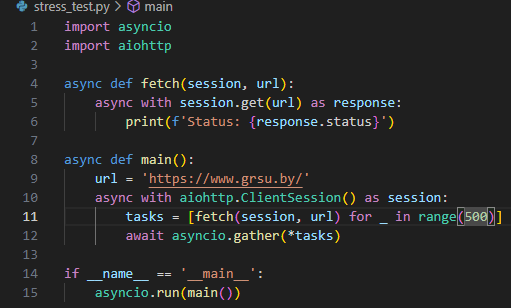 stress_test.py > main
1 import asyncio
2 import aiohttp
3
4 async def fetch(session, url):
5     async with session.get(url) as response:
6         print(f'Status: {response.status}')
7
8 async def main():
9     url = 'https://www.grsu.by/'
10     async with aiohttp.ClientSession() as session:
11         tasks = [fetch(session, url) for _ in range(500)]
12         await asyncio.gather(*tasks)
13
14 if __name__ == '__main__':
15     asyncio.run(main())